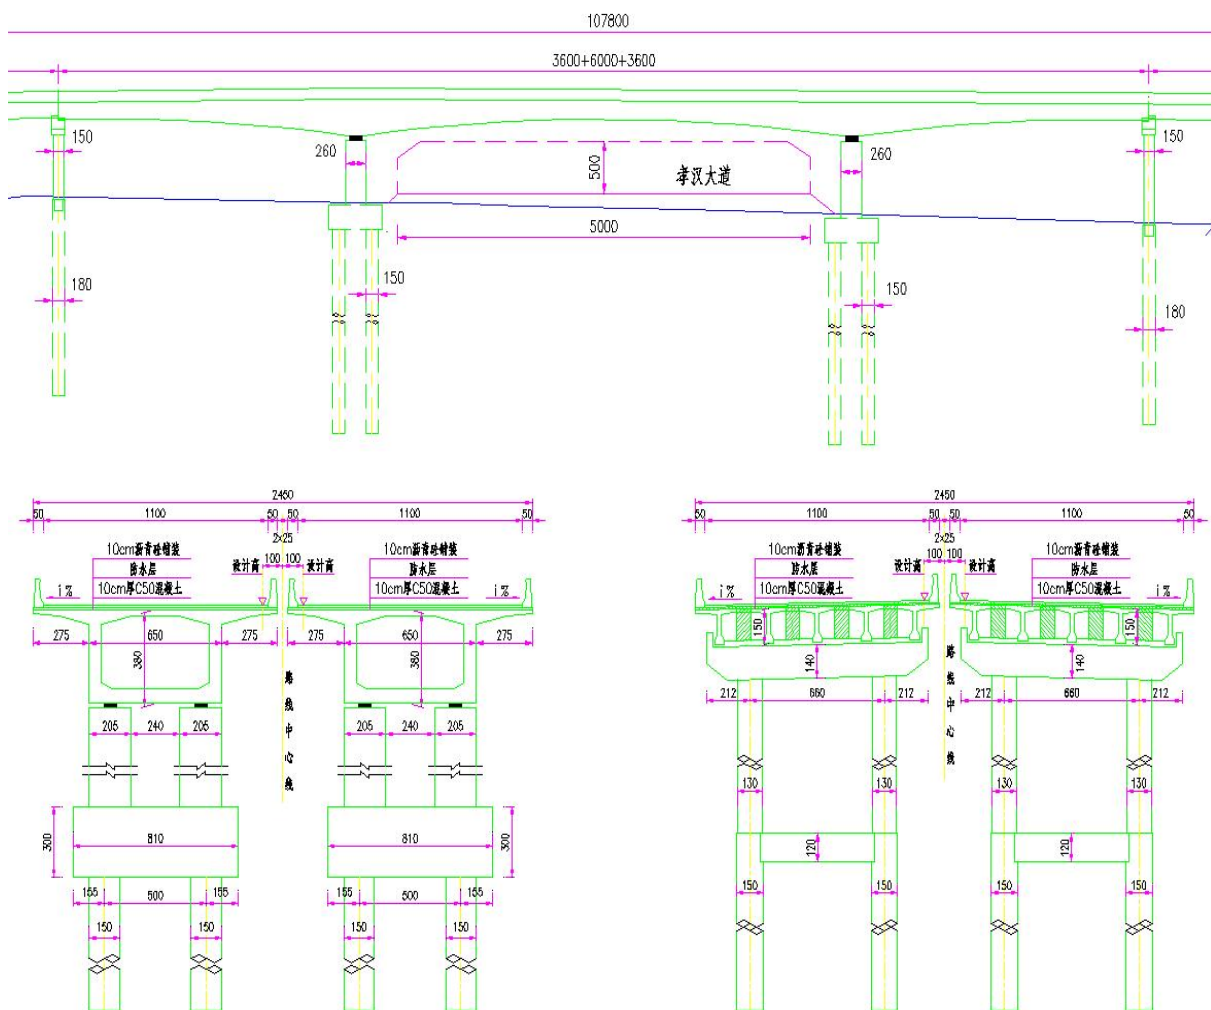 107800
3600+6000+3600
150
150
260
260
500
孝汉大道
5000
180
150
150
180
2450
50 1100 50 50 1100 50
2×25
10cm沥青砼铺装
100 100
10cm沥青砼铺装
防水层
设计高
设计高
防水层
10cm厚C50混凝土
10cm厚C50混凝土
i%
i%
275 650 275 275 650 275
380
380
路线中心线
205 240 205 205 240 205
300
810
810
300
155 500 155 155 500 155
150 150 150 150
2450
50 1100 50 50 1100 50
2×25
10cm沥青砼铺装
100 100
10cm沥青砼铺装
防水层
设计高
设计高
防水层
10cm厚C50混凝土
10cm厚C50混凝土
i%
i%
150
150
140
140
路线中心线
212 660 212 212 660 212
130 130 130 130
120
120
150 150 150 150